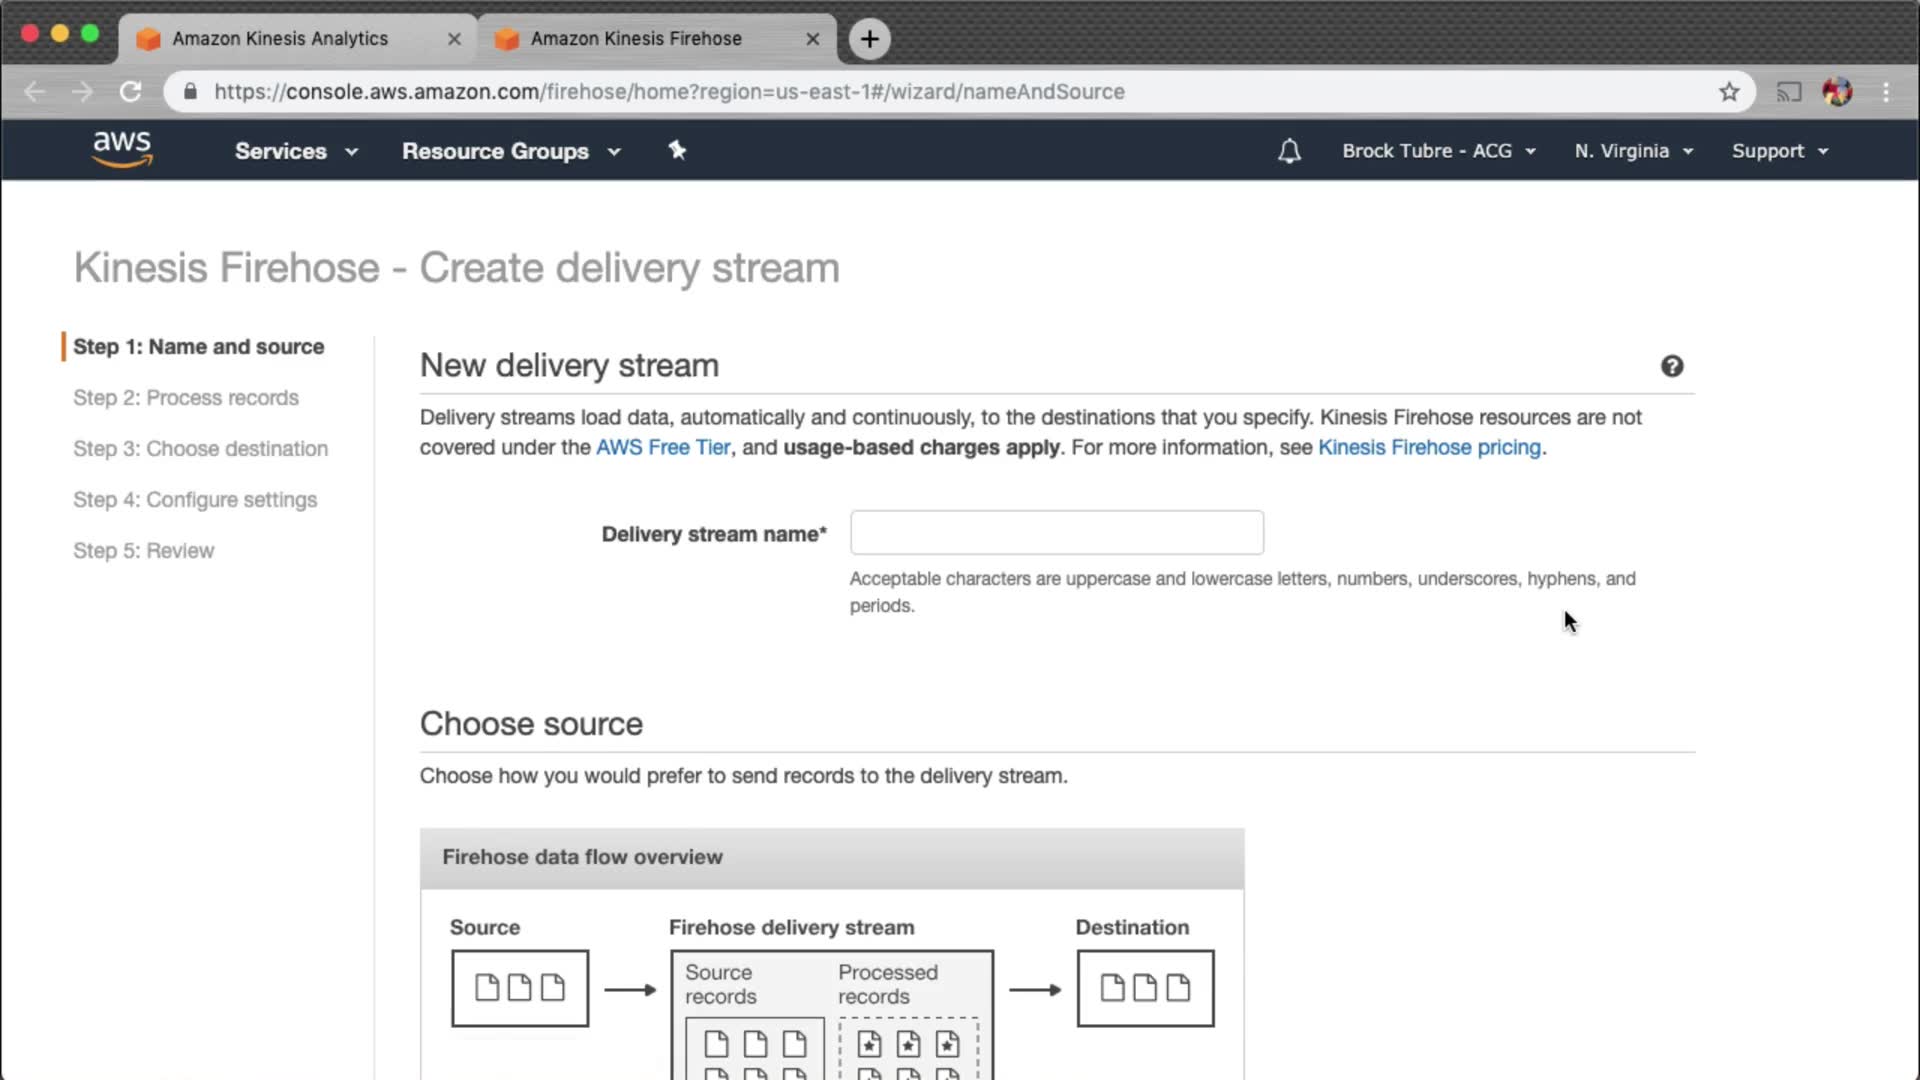 Amazon Kinesis Analytics
Amazon Kinesis Firehose
https://console.aws.amazon.com/firehose/home?region=us-east-1#/wizard/nameAndSource
aws
Services
Resource Groups
Brock Tubre - ACG
N. Virginia
Support
Kinesis Firehose - Create delivery stream
Step 1: Name and source
Step 2: Process records
Step 3: Choose destination
Step 4: Configure settings
Step 5: Review
New delivery stream
Delivery streams load data, automatically and continuously, to the destinations that you specify. Kinesis Firehose resources are not
covered under the AWS Free Tier, and usage-based charges apply. For more information, see Kinesis Firehose pricing.
Delivery stream name*
Acceptable characters are uppercase and lowercase letters, numbers, underscores, hyphens, and
periods.
Choose source
Choose how you would prefer to send records to the delivery stream.
Firehose data flow overview
Source
Firehose delivery stream
Destination
Source
records
Processed
records